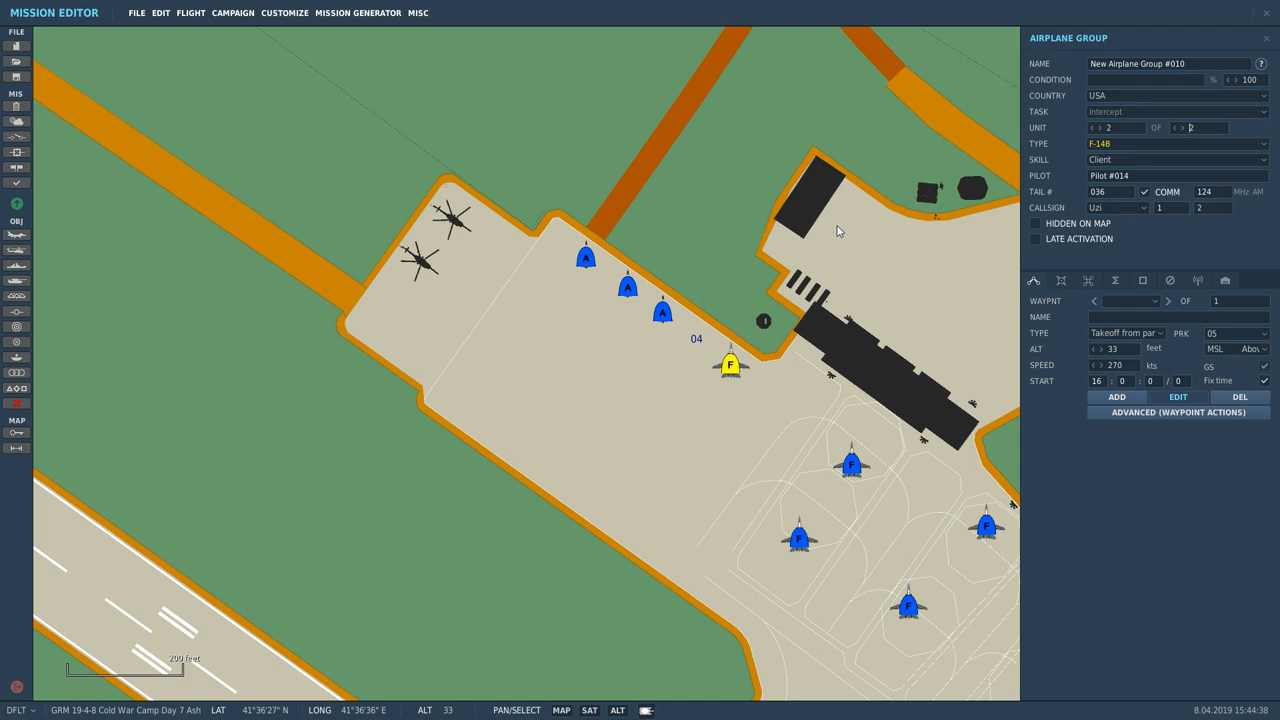 MISSION EDITOR FILE EDIT FLIGHT CAMPAIGN CUSTOMIZE MISSION GENERATOR MISC
FILE
MIS
OBJ
MAP
A
A
A
04
F
F
F
F
F
200 feet
AIRPLANE GROUP
NAME New Airplane Group #010 ?
CONDITION % < > 100
COUNTRY USA
TASK Intercept
UNIT < > 2 OF < > 2
TYPE F-14B
SKILL Client
PILOT Pilot #014
TAIL # 036 COMM 124 MHz AM
CALLSIGN Uzi 1 2
HIDDEN ON MAP
LATE ACTIVATION
WAYPNT < > OF 1
NAME
TYPE Takeoff from par PRK 05
ALT < > 33 feet MSL Abov
SPEED < > 270 kts GS
START 16 : 0 : 0 / 0 Fix time
ADD EDIT DEL
ADVANCED (WAYPOINT ACTIONS)
DFLT GRM 19-4-8 Cold War Camp Day 7 Ash LAT 41°36'27" N LONG 41°36'36" E ALT 33 PAN/SELECT MAP SAT ALT 8.04.2019 15:44:38